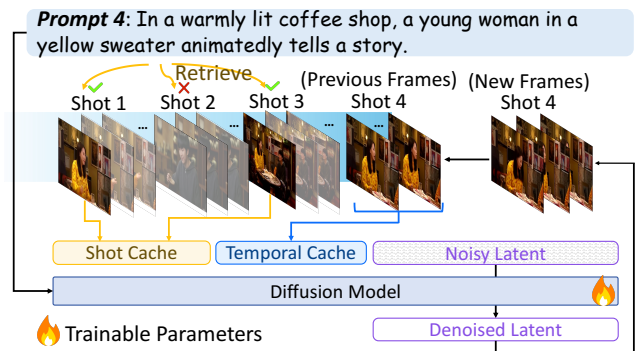 Prompt 4: In a warmly lit coffee shop, a young woman in a
yellow sweater animatedly tells a story.
Retrieve
(Previous Frames)
(New Frames)
Shot 1
Shot 2
Shot 3
Shot 4
Shot 4
...
...
...
...
Shot Cache
Temporal Cache
Noisy Latent
Diffusion Model
Trainable Parameters
Denoised Latent